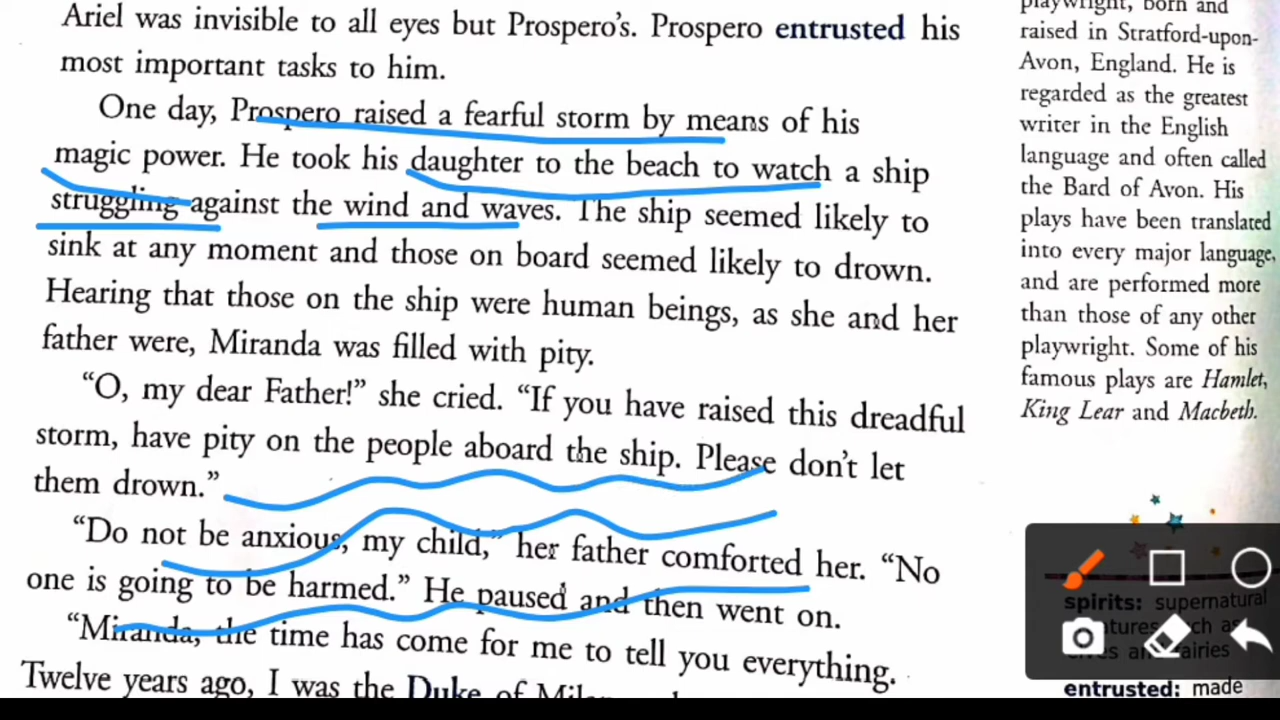 Ariel was invisible to all eyes but Prospero's. Prospero entrusted his
most important tasks to him.
One day, Prospero raised a fearful storm by means of his
magic power. He took his daughter to the beach to watch a ship
struggling against the wind and waves. The ship seemed likely to
sink at any moment and those on board seemed likely to drown.
Hearing that those on the ship were human beings, as she and her
father were, Miranda was filled with pity.
"O, my dear Father!" she cried. "If you have raised this dreadful
storm, have pity on the people aboard the ship. Please don't let
them drown."
"Do not be anxious, my child," her father comforted her. "No
one is going to be harmed." He paused and then went on.
"Miranda, the time has come for me to tell you everything.
Twelve years ago, I was the Duke of Milan
playwright, born and
raised in Stratford-upon-
Avon, England. He is
regarded as the greatest
writer in the English
language and often called
the Bard of Avon. His
plays have been translated
into every major language,
and are performed more
than those of any other
playwright. Some of his
famous plays are Hamlet,
King Lear and Macbeth.
spirits: supernatural
such as
fairies
entrusted: made